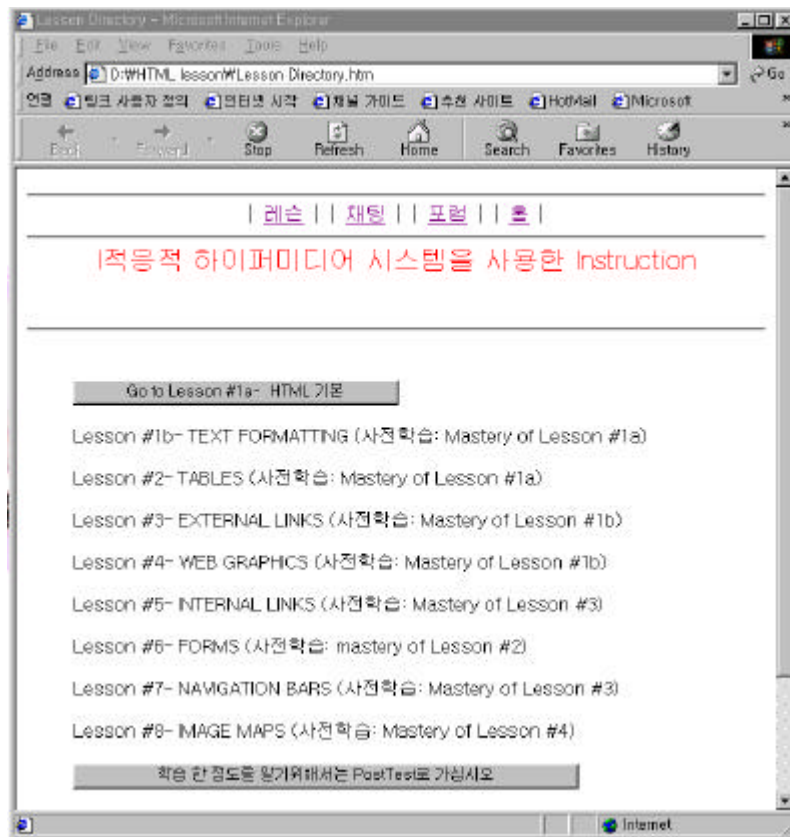 Lesson Directory - Microsoft Internet Explorer
File Edit View Favorites Tools Help
Address D:₩HTML lesson₩Lesson Directory.htm Go
연결 링크 사용자 정의 인터넷 시작 채널 가이드 추천 사이트 HotMail Microsoft
Back Forward Stop Refresh Home Search Favorites History
| 레슨 | | 채팅 | | 포럼 | | 홈 |
|적응적 하이퍼미디어 시스템을 사용한 Instruction
Go to Lesson #1a- HTML 기본
Lesson #1b- TEXT FORMATTING (사전학습: Mastery of Lesson #1a)
Lesson #2- TABLES (사전학습: Mastery of Lesson #1a)
Lesson #3- EXTERNAL LINKS (사전학습: Mastery of Lesson #1b)
Lesson #4- WEB GRAPHICS (사전학습: Mastery of Lesson #1b)
Lesson #5- INTERNAL LINKS (사전학습: Mastery of Lesson #3)
Lesson #6- FORMS (사전학습: mastery of Lesson #2)
Lesson #7- NAVIGATION BARS (사전학습: Mastery of Lesson #3)
Lesson #8- IMAGE MAPS (사전학습: Mastery of Lesson #4)
학습 한 정도를 알기위해서는 PostTest로 가십시오
Internet